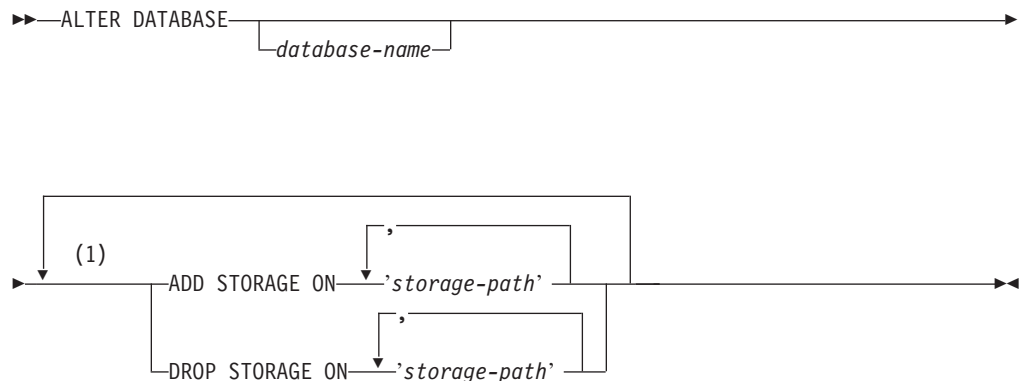 ALTER DATABASE
database-name
,
(1)
ADD STORAGE ON 'storage-path'
,
DROP STORAGE ON 'storage-path'